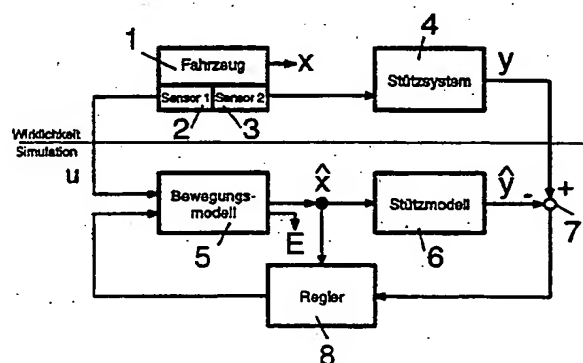 1
4
Fahrzeug
x
Stützsystem
y
Sensor 1
Sensor 2
2
3
Wirklichkeit
Simulation
u
x̂
ŷ
+
-
Bewegungs-
modell
Stützmodell
7
5
E
6
Regler
8